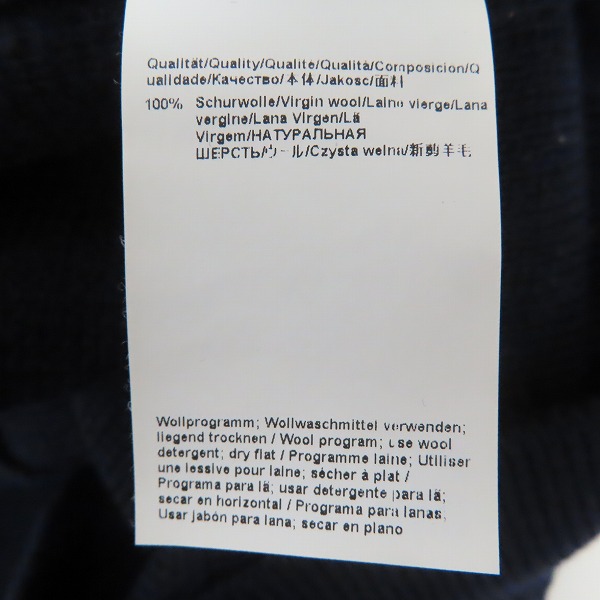 Qualität/Quality/Qualité/Qualità/Composicion/Q
ualidade/Качество/本体/Jakosc/面料
100% Schurwolle/Virgin wool/Laine vierge/Lana
vergine/Lana Virgen/Lã
Virgem/НАТУРАЛЬНАЯ
ШЕРСТЬ/ウール/Czysta welna/新剪羊毛
Wollprogramm; Wollwaschmittel verwenden;
liegend trocknen / Wool program; use wool
detergent; dry flat / Programme laine; Utiliser
une lessive pour laine; sécher à plat /
Programa para lã; usar detergente para lã;
secar en horizontal / Programa para lanas;
Usar jabón para lana; secar en plano